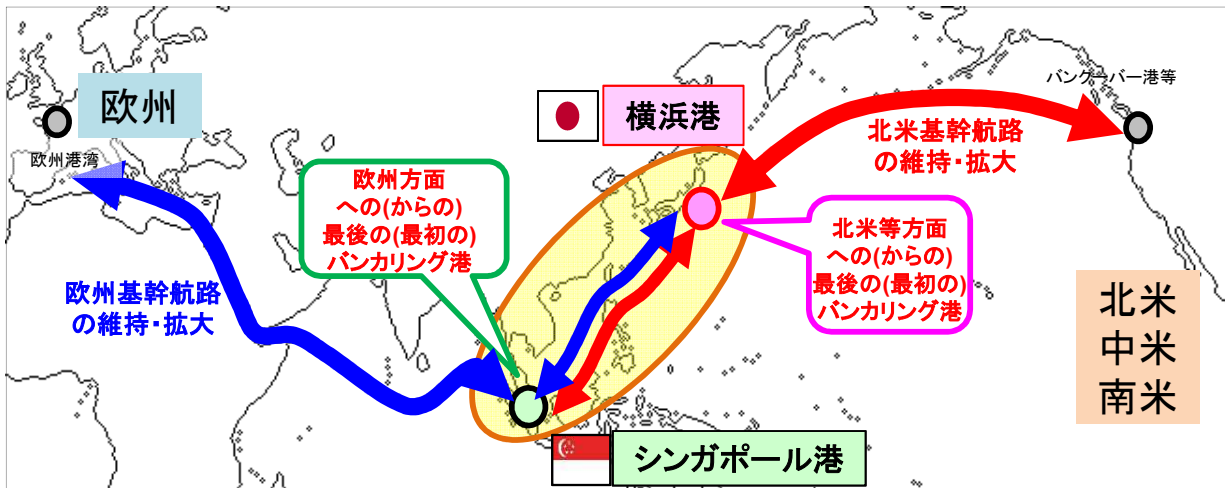 欧州
欧州港湾
横浜港
バンクーバー港等
北米基幹航路
の維持・拡大
欧州方面
への(からの)
最後の(最初の)
バンカリング港
北米等方面
への(からの)
最後の(最初の)
バンカリング港
欧州基幹航路
の維持・拡大
北米
中米
南米
シンガポール港